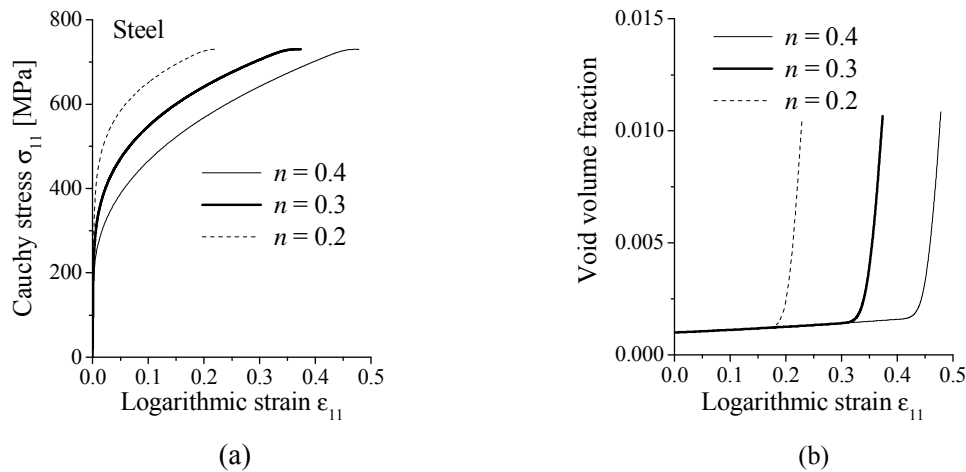 800
600
400
200
0
Cauchy stress σ11 [MPa]
Steel
n = 0.4
n = 0.3
n = 0.2
0.0 0.1 0.2 0.3 0.4 0.5
Logarithmic strain ε11
(a)
0.015
0.010
0.005
0.000
Void volume fraction
n = 0.4
n = 0.3
n = 0.2
0.0 0.1 0.2 0.3 0.4 0.5
Logarithmic strain ε11
(b)